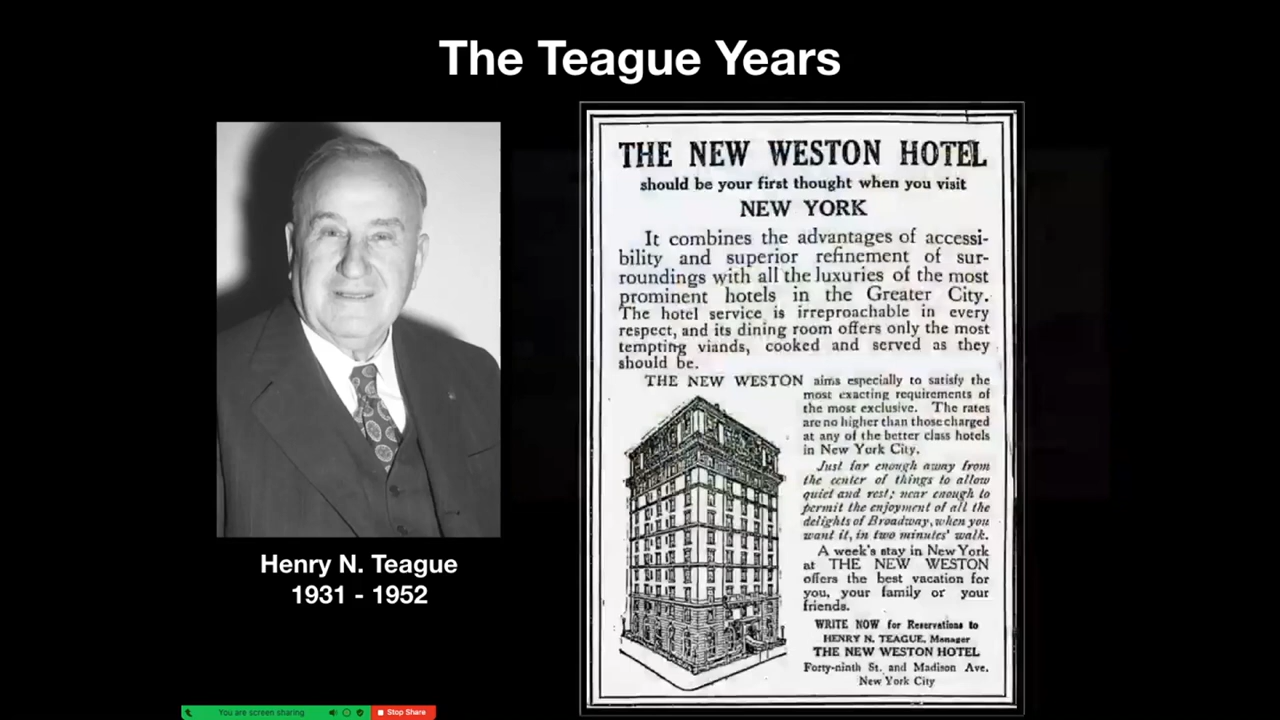 The Teague Years
Henry N. Teague
1931 - 1952
THE NEW WESTON HOTEL
should be your first thought when you visit
NEW YORK
It combines the advantages of accessi-
bility and superior refinement of sur-
roundings with all the luxuries of the most
prominent hotels in the Greater City.
The hotel service is irreproachable in every
respect, and its dining room offers only the most
tempting viands, cooked and served as they
should be.
THE NEW WESTON aims especially to satisfy the
most exacting requirements of
the most exclusive. The rates
are no higher than those charged
at any of the better class hotels
in New York City.
Just far enough away from
the center of things to allow
quiet and rest; near enough to
permit the enjoyment of all the
delights of Broadway, when you
want it, in two minutes' walk.
A week's stay in New York
at THE NEW WESTON
offers the best vacation for
you, your family or your
friends.
WRITE NOW for Reservations to
HENRY N. TEAGUE, Manager
THE NEW WESTON HOTEL
Forty-ninth St. and Madison Ave.
New York City
You are screen sharing
Stop Share